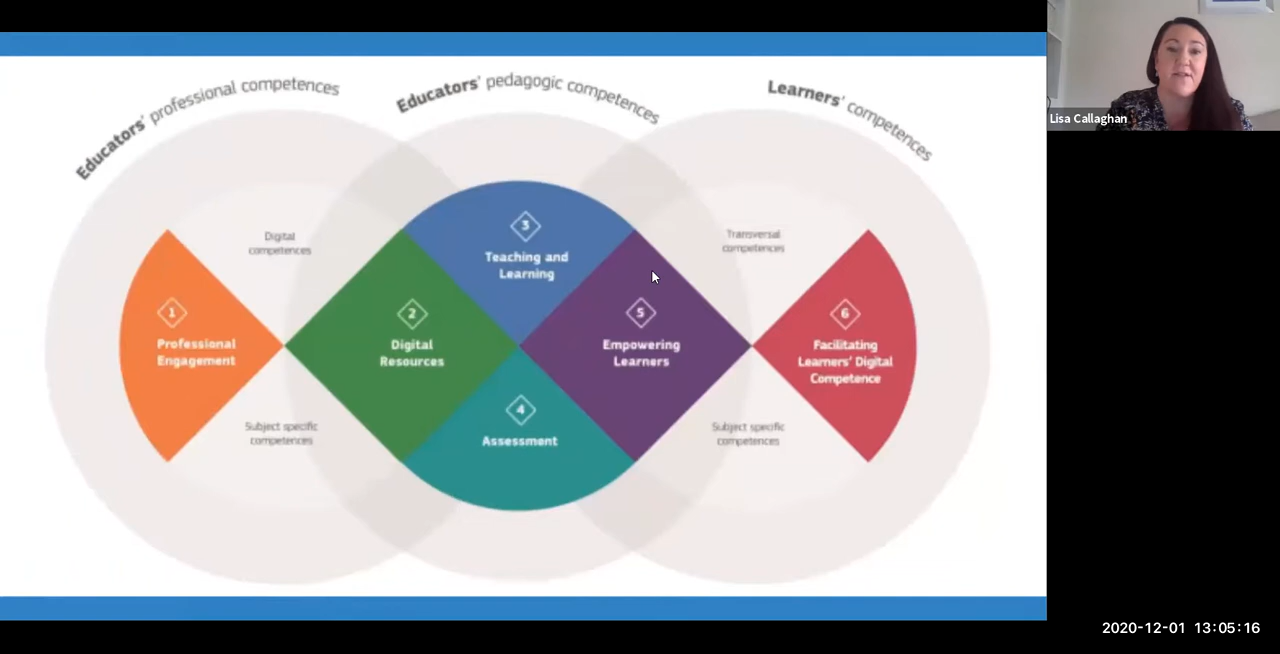 Educators' professional competences
Educators' pedagogic competences
Learners' competences
Digital
competences
Transversal
competences
3
Teaching and
Learning
1
Professional
Engagement
2
Digital
Resources
5
Empowering
Learners
6
Facilitating
Learners' Digital
Competence
4
Assessment
Subject specific
competences
Subject specific
competences
Lisa Callaghan
2020-12-01 13:05:16